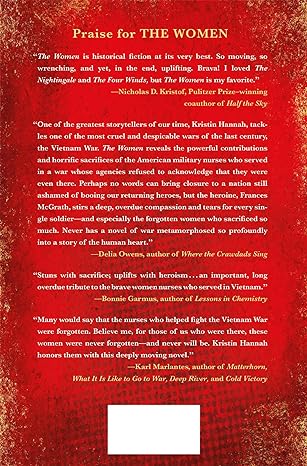 Praise for THE WOMEN
“The Women is historical fiction at its very best. So moving, so
wrenching, and yet, in the end, uplifting. Brava! I loved The
Nightingale and The Four Winds, but The Women is my favorite.”
—Nicholas D. Kristof, Pulitzer Prize–winning
coauthor of Half the Sky
“One of the greatest storytellers of our time, Kristin Hannah, tack-
les one of the most cruel and despicable wars of the last century,
the Vietnam War. The Women reveals the powerful contributions
and horrific sacrifices of the American military nurses who served
in a war whose agencies refused to acknowledge that they were
even there. Perhaps no words can bring closure to a nation still
ashamed of booing our returning heroes, but the heroine, Frances
McGrath, stirs a deep, overdue compassion and tears for every sin-
gle soldier—and especially the forgotten women who sacrificed so
much. Never has a novel of war metamorphosed so profoundly
into a story of the human heart.”
—Delia Owens, author of Where the Crawdads Sing
“Stuns with sacrifice; uplifts with heroism . . . an important, long
overdue tribute to the brave women nurses who served in Vietnam.”
—Bonnie Garmus, author of Lessons in Chemistry
“Many would say that the nurses who helped fight the Vietnam War
were forgotten. Believe me, for those of us who were there, these
women were never forgotten—and never will be. Kristin Hannah
honors them with this deeply moving novel.”
—Karl Marlantes, author of Matterhorn,
What It Is Like to Go to War, Deep River, and Cold Victory